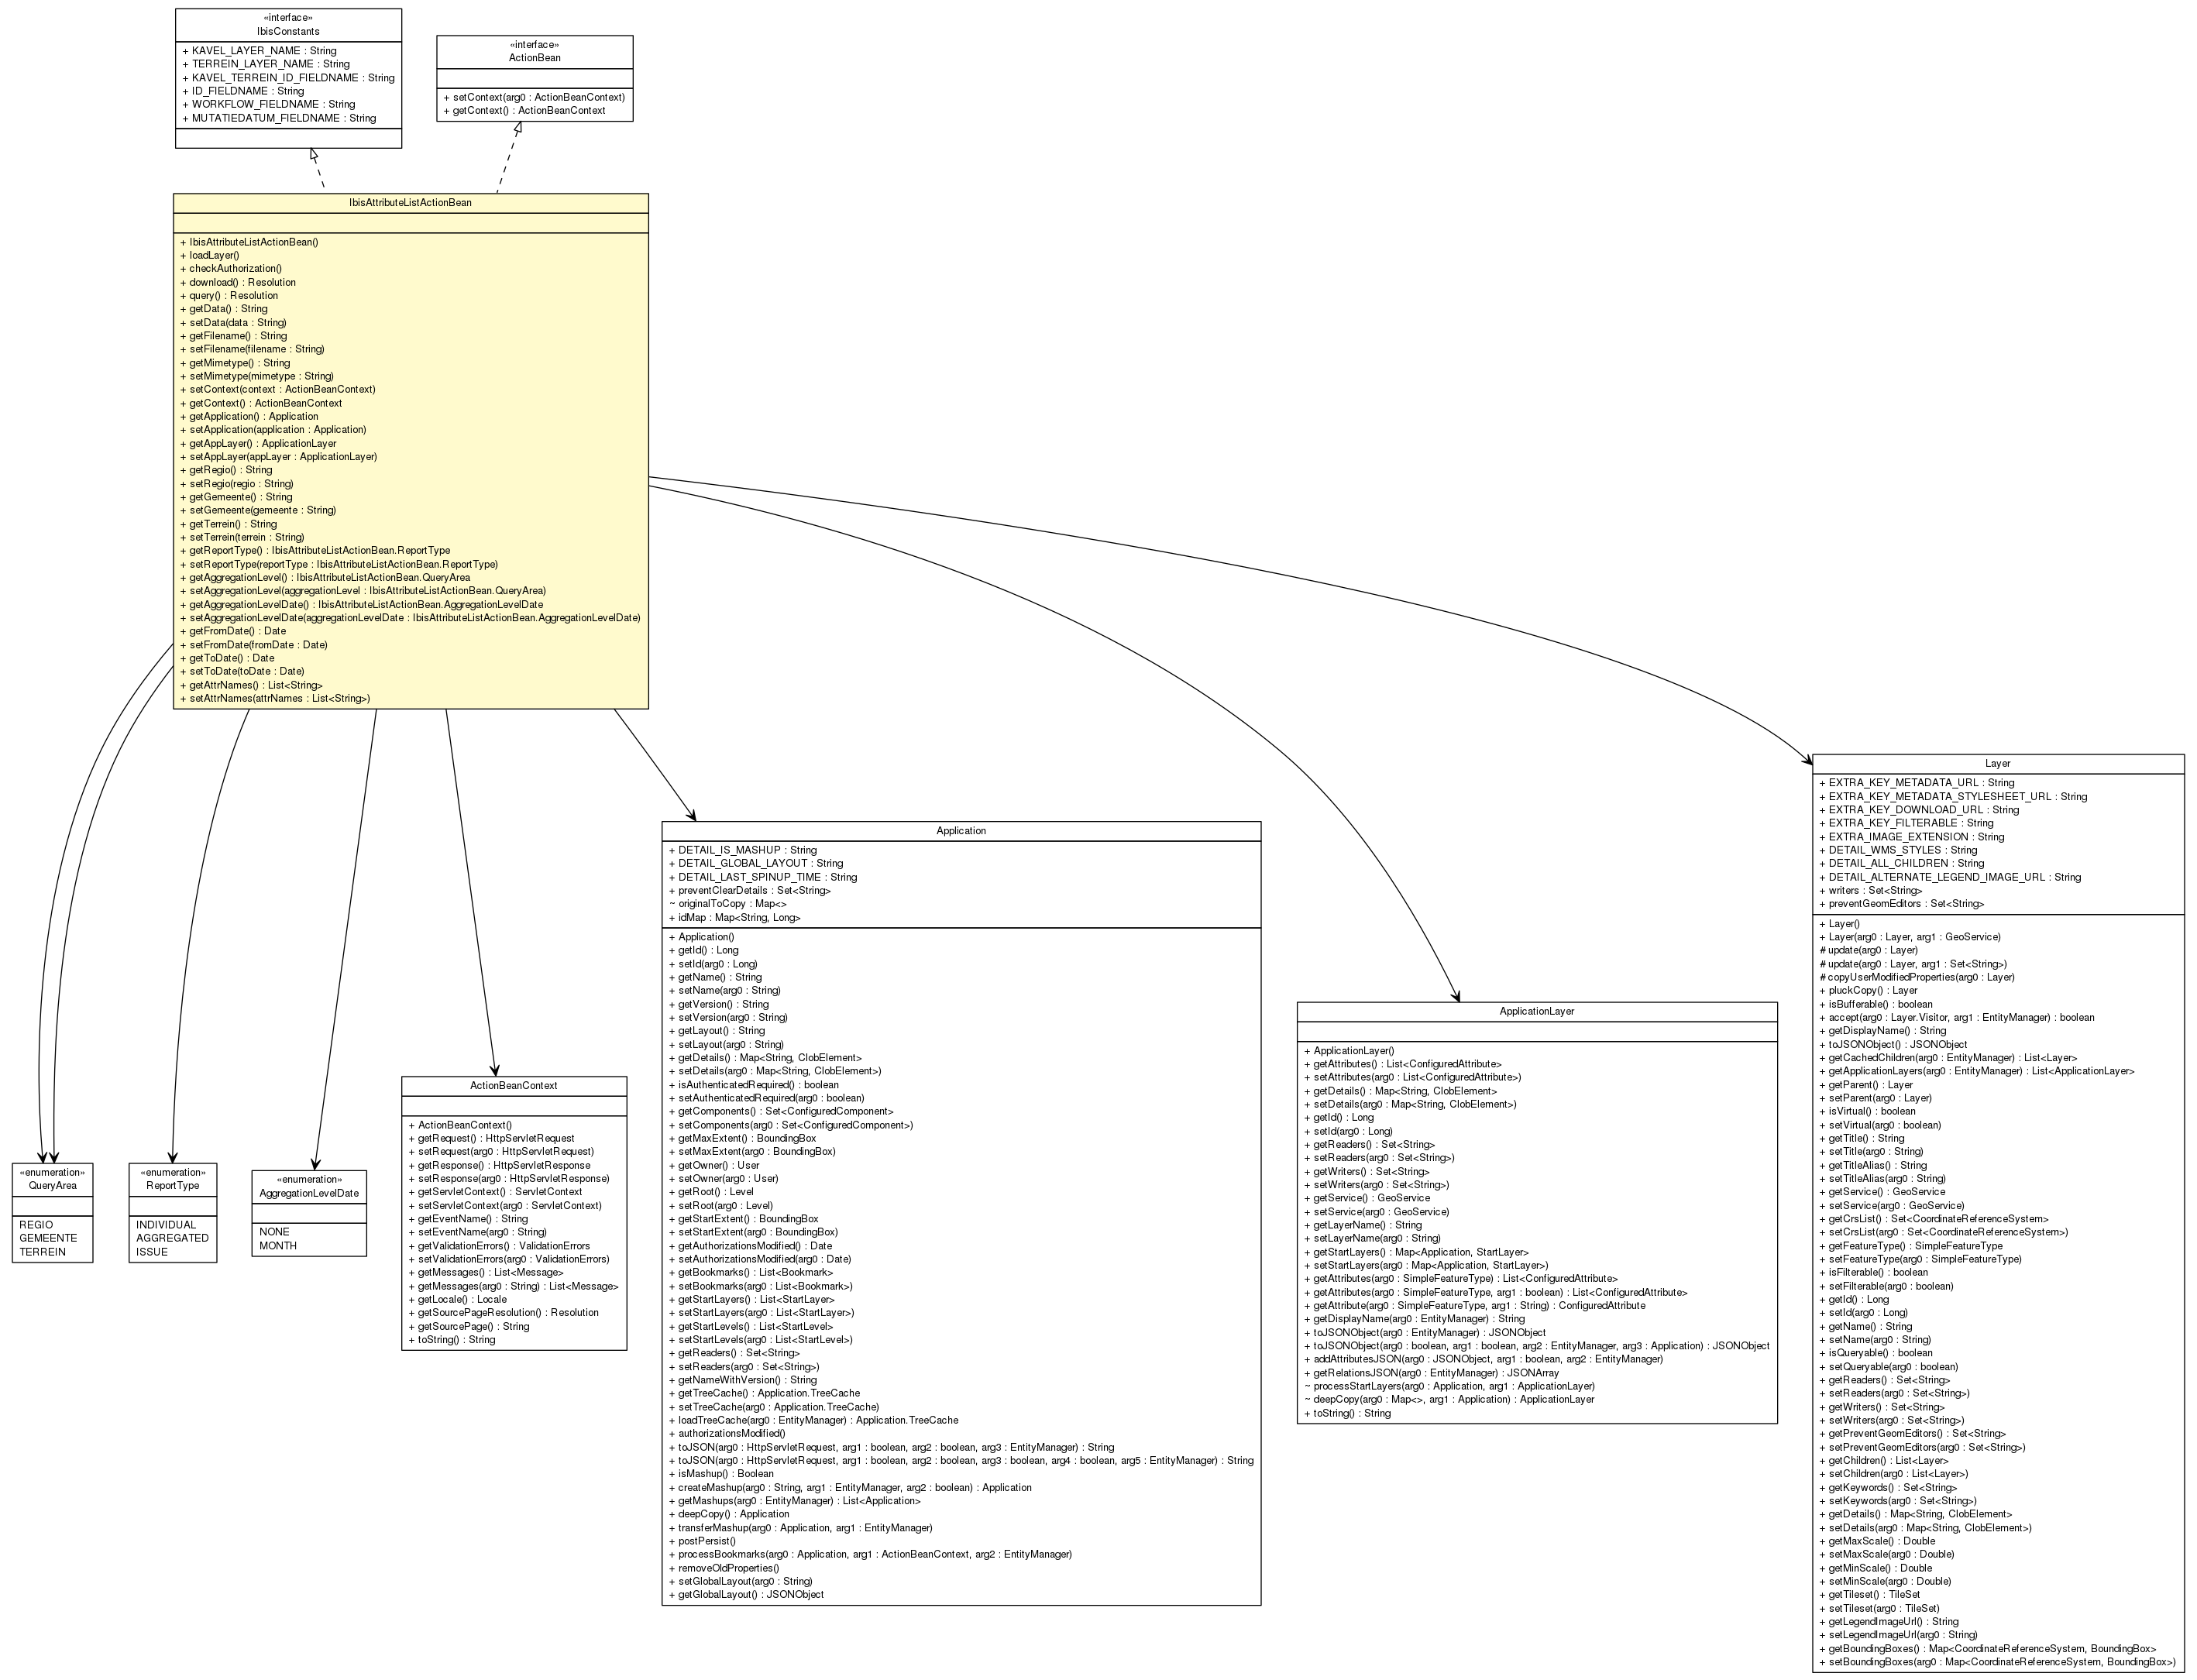 «interface»
IbisConstants
+ KAVEL_LAYER_NAME : String
+ TERREIN_LAYER_NAME : String
+ KAVEL_TERREIN_ID_FIELDNAME : String
+ ID_FIELDNAME : String
+ WORKFLOW_FIELDNAME : String
+ MUTATIEDATUM_FIELDNAME : String
«interface»
ActionBean
+ setContext(arg0 : ActionBeanContext)
+ getContext() : ActionBeanContext
IbisAttributeListActionBean
+ IbisAttributeListActionBean()
+ loadLayer()
+ checkAuthorization()
+ download() : Resolution
+ query() : Resolution
+ getData() : String
+ setData(data : String)
+ getFilename() : String
+ setFilename(filename : String)
+ getMimetype() : String
+ setMimetype(mimetype : String)
+ setContext(context : ActionBeanContext)
+ getContext() : ActionBeanContext
+ getApplication() : Application
+ setApplication(application : Application)
+ getAppLayer() : ApplicationLayer
+ setAppLayer(appLayer : ApplicationLayer)
+ getRegio() : String
+ setRegio(regio : String)
+ getGemeente() : String
+ setGemeente(gemeente : String)
+ getTerrein() : String
+ setTerrein(terrein : String)
+ getReportType() : IbisAttributeListActionBean.ReportType
+ setReportType(reportType : IbisAttributeListActionBean.ReportType)
+ getAggregationLevel() : IbisAttributeListActionBean.QueryArea
+ setAggregationLevel(aggregationLevel : IbisAttributeListActionBean.QueryArea)
+ getAggregationLevelDate() : IbisAttributeListActionBean.AggregationLevelDate
+ setAggregationLevelDate(aggregationLevelDate : IbisAttributeListActionBean.AggregationLevelDate)
+ getFromDate() : Date
+ setFromDate(fromDate : Date)
+ getToDate() : Date
+ setToDate(toDate : Date)
+ getAttrNames() : List<String>
+ setAttrNames(attrNames : List<String>)
«enumeration»
QueryArea
REGIO
GEMEENTE
TERREIN
«enumeration»
ReportType
INDIVIDUAL
AGGREGATED
ISSUE
«enumeration»
AggregationLevelDate
NONE
MONTH
ActionBeanContext
+ ActionBeanContext()
+ getRequest() : HttpServletRequest
+ setRequest(arg0 : HttpServletRequest)
+ getResponse() : HttpServletResponse
+ setResponse(arg0 : HttpServletResponse)
+ getServletContext() : ServletContext
+ setServletContext(arg0 : ServletContext)
+ getEventName() : String
+ setEventName(arg0 : String)
+ getValidationErrors() : ValidationErrors
+ setValidationErrors(arg0 : ValidationErrors)
+ getMessages() : List<Message>
+ getMessages(arg0 : String) : List<Message>
+ getLocale() : Locale
+ getSourcePageResolution() : Resolution
+ getSourcePage() : String
+ toString() : String
Application
+ DETAIL_IS_MASHUP : String
+ DETAIL_GLOBAL_LAYOUT : String
+ DETAIL_LAST_SPINUP_TIME : String
+ preventClearDetails : Set<String>
~ originalToCopy : Map<>
+ idMap : Map<String, Long>
+ Application()
+ getId() : Long
+ setId(arg0 : Long)
+ getName() : String
+ setName(arg0 : String)
+ getVersion() : String
+ setVersion(arg0 : String)
+ getLayout() : String
+ setLayout(arg0 : String)
+ getDetails() : Map<String, ClobElement>
+ setDetails(arg0 : Map<String, ClobElement>)
+ isAuthenticatedRequired() : boolean
+ setAuthenticatedRequired(arg0 : boolean)
+ getComponents() : Set<ConfiguredComponent>
+ setComponents(arg0 : Set<ConfiguredComponent>)
+ getMaxExtent() : BoundingBox
+ setMaxExtent(arg0 : BoundingBox)
+ getOwner() : User
+ setOwner(arg0 : User)
+ getRoot() : Level
+ setRoot(arg0 : Level)
+ getStartExtent() : BoundingBox
+ setStartExtent(arg0 : BoundingBox)
+ getAuthorizationsModified() : Date
+ setAuthorizationsModified(arg0 : Date)
+ getBookmarks() : List<Bookmark>
+ setBookmarks(arg0 : List<Bookmark>)
+ getStartLayers() : List<StartLayer>
+ setStartLayers(arg0 : List<StartLayer>)
+ getStartLevels() : List<StartLevel>
+ setStartLevels(arg0 : List<StartLevel>)
+ getReaders() : Set<String>
+ setReaders(arg0 : Set<String>)
+ getNameWithVersion() : String
+ getTreeCache() : Application.TreeCache
+ setTreeCache(arg0 : Application.TreeCache)
+ loadTreeCache(arg0 : EntityManager) : Application.TreeCache
+ authorizationsModified()
+ toJSON(arg0 : HttpServletRequest, arg1 : boolean, arg2 : boolean, arg3 : EntityManager) : String
+ toJSON(arg0 : HttpServletRequest, arg1 : boolean, arg2 : boolean, arg3 : boolean, arg4 : boolean, arg5 : EntityManager) : String
+ isMashup() : Boolean
+ createMashup(arg0 : String, arg1 : EntityManager, arg2 : boolean) : Application
+ getMashups(arg0 : EntityManager) : List<Application>
+ deepCopy() : Application
+ transferMashup(arg0 : Application, arg1 : EntityManager)
+ postPersist()
+ processBookmarks(arg0 : Application, arg1 : ActionBeanContext, arg2 : EntityManager)
+ removeOldProperties()
+ setGlobalLayout(arg0 : String)
+ getGlobalLayout() : JSONObject
ApplicationLayer
+ ApplicationLayer()
+ getAttributes() : List<ConfiguredAttribute>
+ setAttributes(arg0 : List<ConfiguredAttribute>)
+ getDetails() : Map<String, ClobElement>
+ setDetails(arg0 : Map<String, ClobElement>)
+ getId() : Long
+ setId(arg0 : Long)
+ getReaders() : Set<String>
+ setReaders(arg0 : Set<String>)
+ getWriters() : Set<String>
+ setWriters(arg0 : Set<String>)
+ getService() : GeoService
+ setService(arg0 : GeoService)
+ getLayerName() : String
+ setLayerName(arg0 : String)
+ getStartLayers() : Map<Application, StartLayer>
+ setStartLayers(arg0 : Map<Application, StartLayer>)
+ getAttributes(arg0 : SimpleFeatureType) : List<ConfiguredAttribute>
+ getAttributes(arg0 : SimpleFeatureType, arg1 : boolean) : List<ConfiguredAttribute>
+ getAttribute(arg0 : SimpleFeatureType, arg1 : String) : ConfiguredAttribute
+ getDisplayName(arg0 : EntityManager) : String
+ toJSONObject(arg0 : EntityManager) : JSONObject
+ toJSONObject(arg0 : boolean, arg1 : boolean, arg2 : EntityManager, arg3 : Application) : JSONObject
+ addAttributesJSON(arg0 : JSONObject, arg1 : boolean, arg2 : EntityManager)
+ getRelationsJSON(arg0 : EntityManager) : JSONArray
~ processStartLayers(arg0 : Application, arg1 : ApplicationLayer)
~ deepCopy(arg0 : Map<>, arg1 : Application) : ApplicationLayer
+ toString() : String
Layer
+ EXTRA_KEY_METADATA_URL : String
+ EXTRA_KEY_METADATA_STYLESHEET_URL : String
+ EXTRA_KEY_DOWNLOAD_URL : String
+ EXTRA_KEY_FILTERABLE : String
+ EXTRA_IMAGE_EXTENSION : String
+ DETAIL_WMS_STYLES : String
+ DETAIL_ALL_CHILDREN : String
+ DETAIL_ALTERNATE_LEGEND_IMAGE_URL : String
+ writers : Set<String>
+ preventGeomEditors : Set<String>
+ Layer()
+ Layer(arg0 : Layer, arg1 : GeoService)
# update(arg0 : Layer)
# update(arg0 : Layer, arg1 : Set<String>)
# copyUserModifiedProperties(arg0 : Layer)
+ pluckCopy() : Layer
+ isBufferable() : boolean
+ accept(arg0 : Layer.Visitor, arg1 : EntityManager) : boolean
+ getDisplayName() : String
+ toJSONObject() : JSONObject
+ getCachedChildren(arg0 : EntityManager) : List<Layer>
+ getApplicationLayers(arg0 : EntityManager) : List<ApplicationLayer>
+ getParent() : Layer
+ setParent(arg0 : Layer)
+ isVirtual() : boolean
+ setVirtual(arg0 : boolean)
+ getTitle() : String
+ setTitle(arg0 : String)
+ getTitleAlias() : String
+ setTitleAlias(arg0 : String)
+ getService() : GeoService
+ setService(arg0 : GeoService)
+ getCrsList() : Set<CoordinateReferenceSystem>
+ setCrsList(arg0 : Set<CoordinateReferenceSystem>)
+ getFeatureType() : SimpleFeatureType
+ setFeatureType(arg0 : SimpleFeatureType)
+ isFilterable() : boolean
+ setFilterable(arg0 : boolean)
+ getId() : Long
+ setId(arg0 : Long)
+ getName() : String
+ setName(arg0 : String)
+ isQueryable() : boolean
+ setQueryable(arg0 : boolean)
+ getReaders() : Set<String>
+ setReaders(arg0 : Set<String>)
+ getWriters() : Set<String>
+ setWriters(arg0 : Set<String>)
+ getPreventGeomEditors() : Set<String>
+ setPreventGeomEditors(arg0 : Set<String>)
+ getChildren() : List<Layer>
+ setChildren(arg0 : List<Layer>)
+ getKeywords() : Set<String>
+ setKeywords(arg0 : Set<String>)
+ getDetails() : Map<String, ClobElement>
+ setDetails(arg0 : Map<String, ClobElement>)
+ getMaxScale() : Double
+ setMaxScale(arg0 : Double)
+ getMinScale() : Double
+ setMinScale(arg0 : Double)
+ getTileset() : TileSet
+ setTileset(arg0 : TileSet)
+ getLegendImageUrl() : String
+ setLegendImageUrl(arg0 : String)
+ getBoundingBoxes() : Map<CoordinateReferenceSystem, BoundingBox>
+ setBoundingBoxes(arg0 : Map<CoordinateReferenceSystem, BoundingBox>)